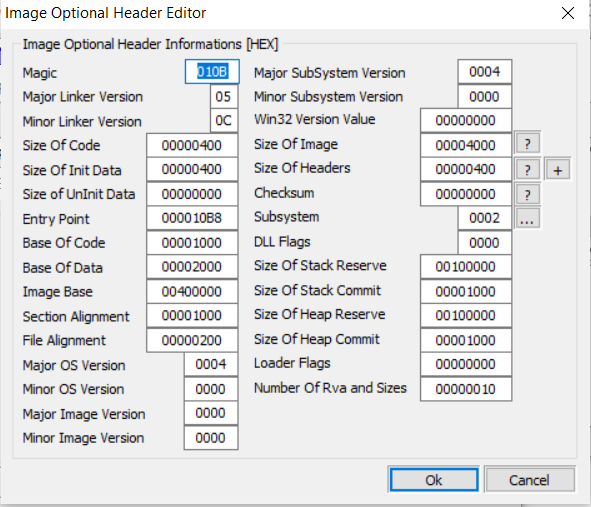 Image Optional Header Editor
Image Optional Header Informations [HEX]
Magic 010B
Major Linker Version 05
Minor Linker Version 0C
Size Of Code 00000400
Size Of Init Data 00000400
Size of UnInit Data 00000000
Entry Point 000010B8
Base Of Code 00001000
Base Of Data 00002000
Image Base 00400000
Section Alignment 00001000
File Alignment 00000200
Major OS Version 0004
Minor OS Version 0000
Major Image Version 0000
Minor Image Version 0000
Major SubSystem Version 0004
Minor Subsystem Version 0000
Win32 Version Value 00000000
Size Of Image 00004000 ?
Size Of Headers 00000400 ? +
Checksum 00000000 ?
Subsystem 0002 ...
DLL Flags 0000
Size Of Stack Reserve 00100000
Size Of Stack Commit 00001000
Size Of Heap Reserve 00100000
Size Of Heap Commit 00001000
Loader Flags 00000000
Number Of Rva and Sizes 00000010
Ok Cancel